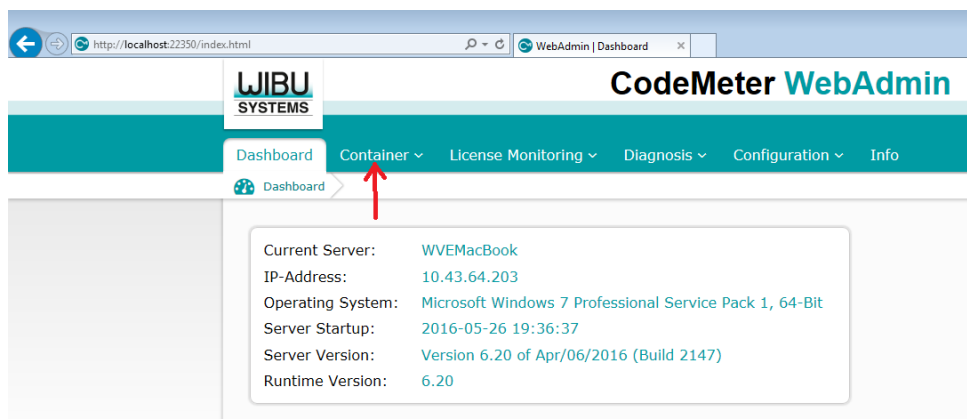 http://localhost:22350/index.html
WebAdmin | Dashboard
WIBU
SYSTEMS
CodeMeter WebAdmin
Dashboard Container License Monitoring Diagnosis Configuration Info
Dashboard
Current Server: WVEMacBook
IP-Address: 10.43.64.203
Operating System: Microsoft Windows 7 Professional Service Pack 1, 64-Bit
Server Startup: 2016-05-26 19:36:37
Server Version: Version 6.20 of Apr/06/2016 (Build 2147)
Runtime Version: 6.20